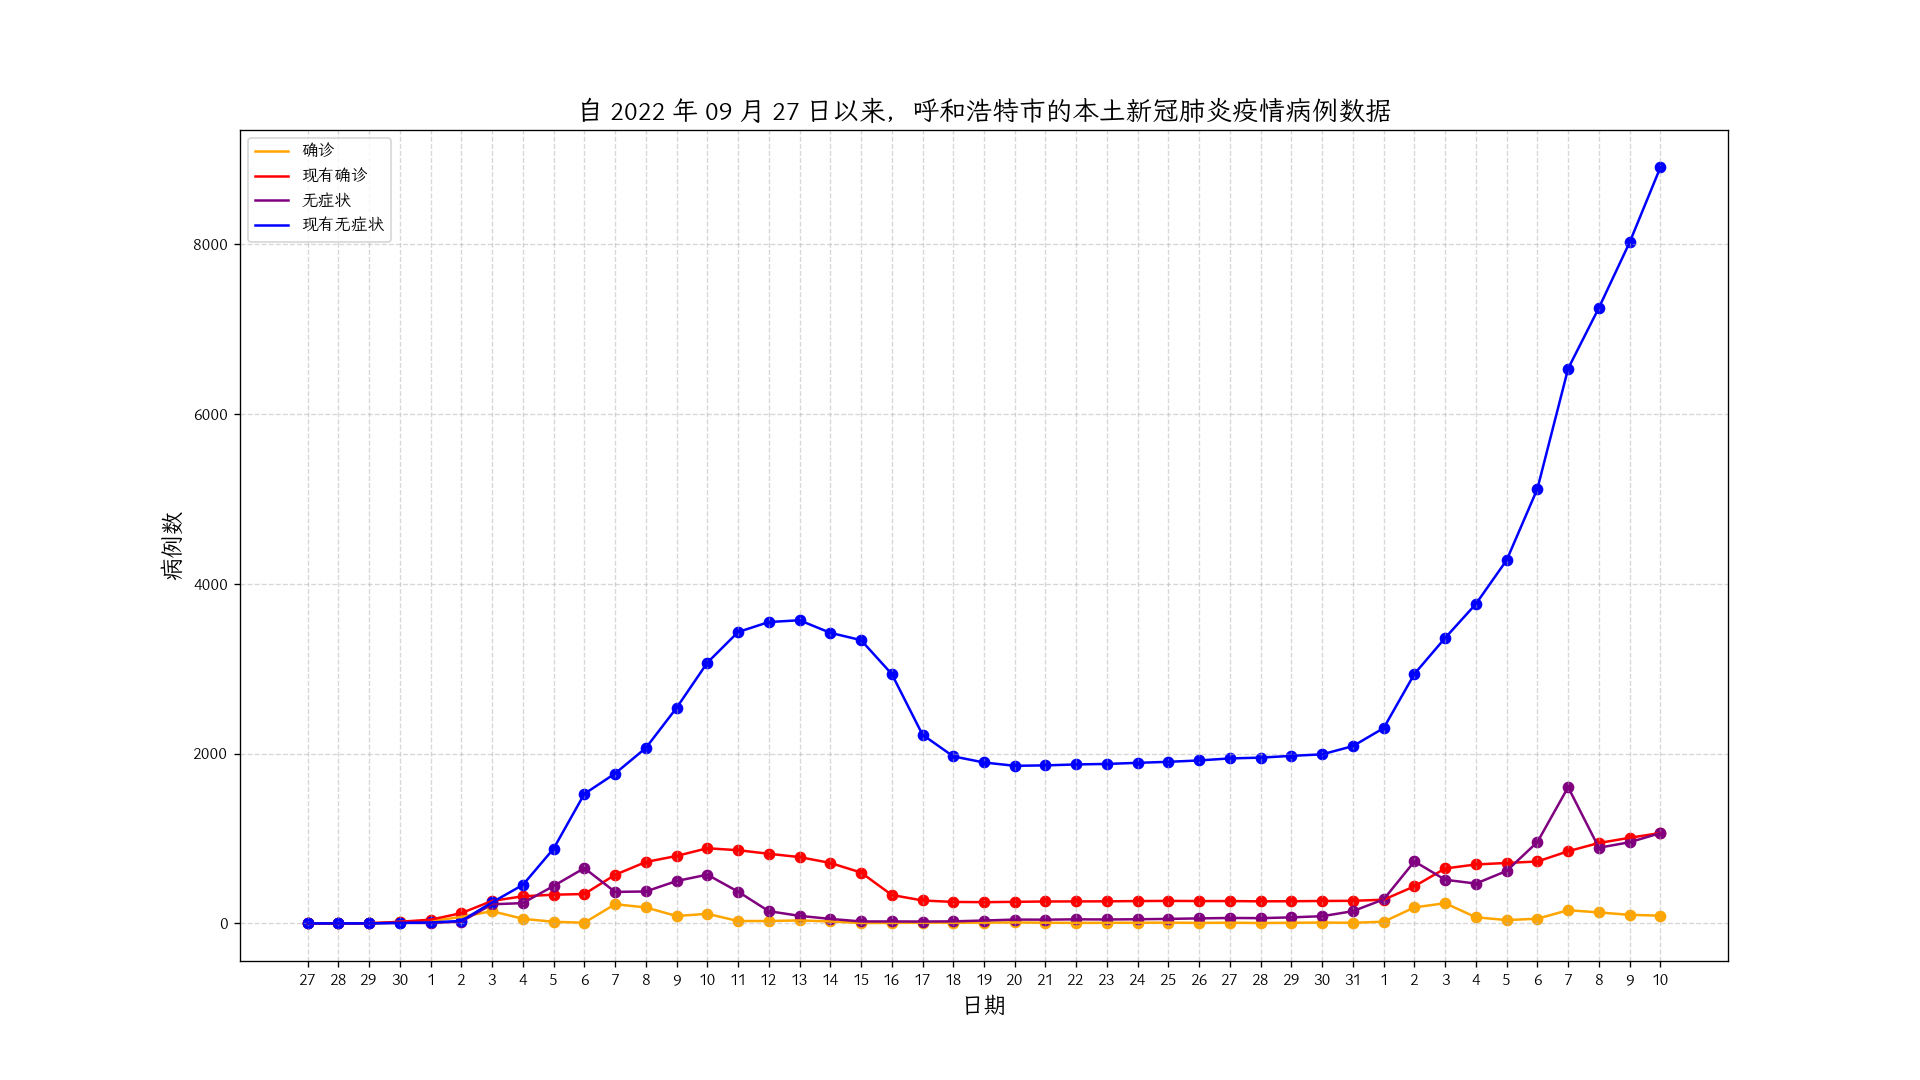 自 2022 年 09 月 27 日以来，呼和浩特市的本土新冠肺炎疫情病例数据
确诊
现有确诊
无症状
现有无症状
8000
6000
4000
2000
0
病例数
27 28 29 30 1 2 3 4 5 6 7 8 9 10 11 12 13 14 15 16 17 18 19 20 21 22 23 24 25 26 27 28 29 30 31 1 2 3 4 5 6 7 8 9 10
日期